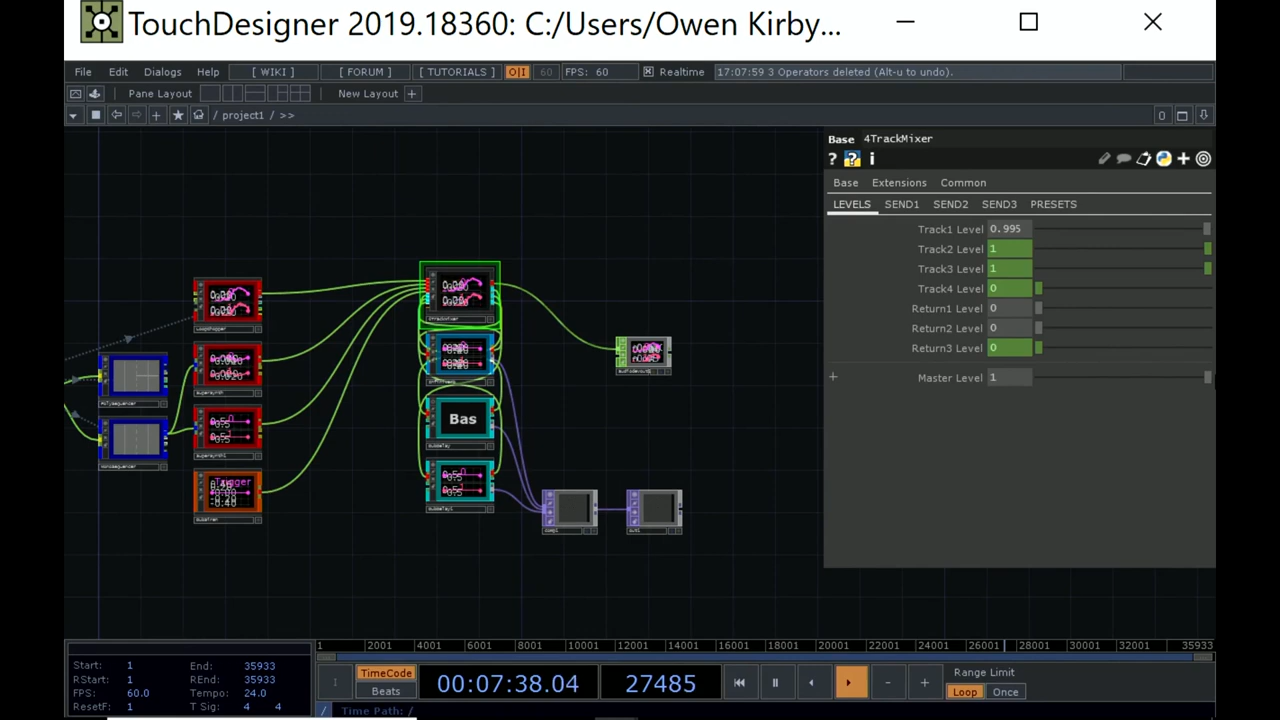 TouchDesigner 2019.18360: C:/Users/Owen Kirby...
File Edit Dialogs Help [ WIKI ] [ FORUM ] [ TUTORIALS ] O|I 60 FPS: 60 Realtime 17:07:59 3 Operators deleted (Alt-u to undo).
Pane Layout New Layout +
/ project1 / >>
Base 4TrackMixer
? ? i
Base Extensions Common
LEVELS SEND1 SEND2 SEND3 PRESETS
Track1 Level 0.995
Track2 Level 1
Track3 Level 1
Track4 Level 0
Return1 Level 0
Return2 Level 0
Return3 Level 0
+ Master Level 1
Bas
Trigger
1 2001 4001 6001 8001 10001 12001 14001 16001 18001 20001 22001 24001 26001 28001 30001 32001 35933
Start: 1 End: 35933
RStart: 1 REnd: 35933
FPS: 60.0 Tempo: 24.0
ResetF: 1 T Sig: 4 4
TimeCode
Beats
00:07:38.04
27485
Range Limit
Loop Once
/ Time Path: /